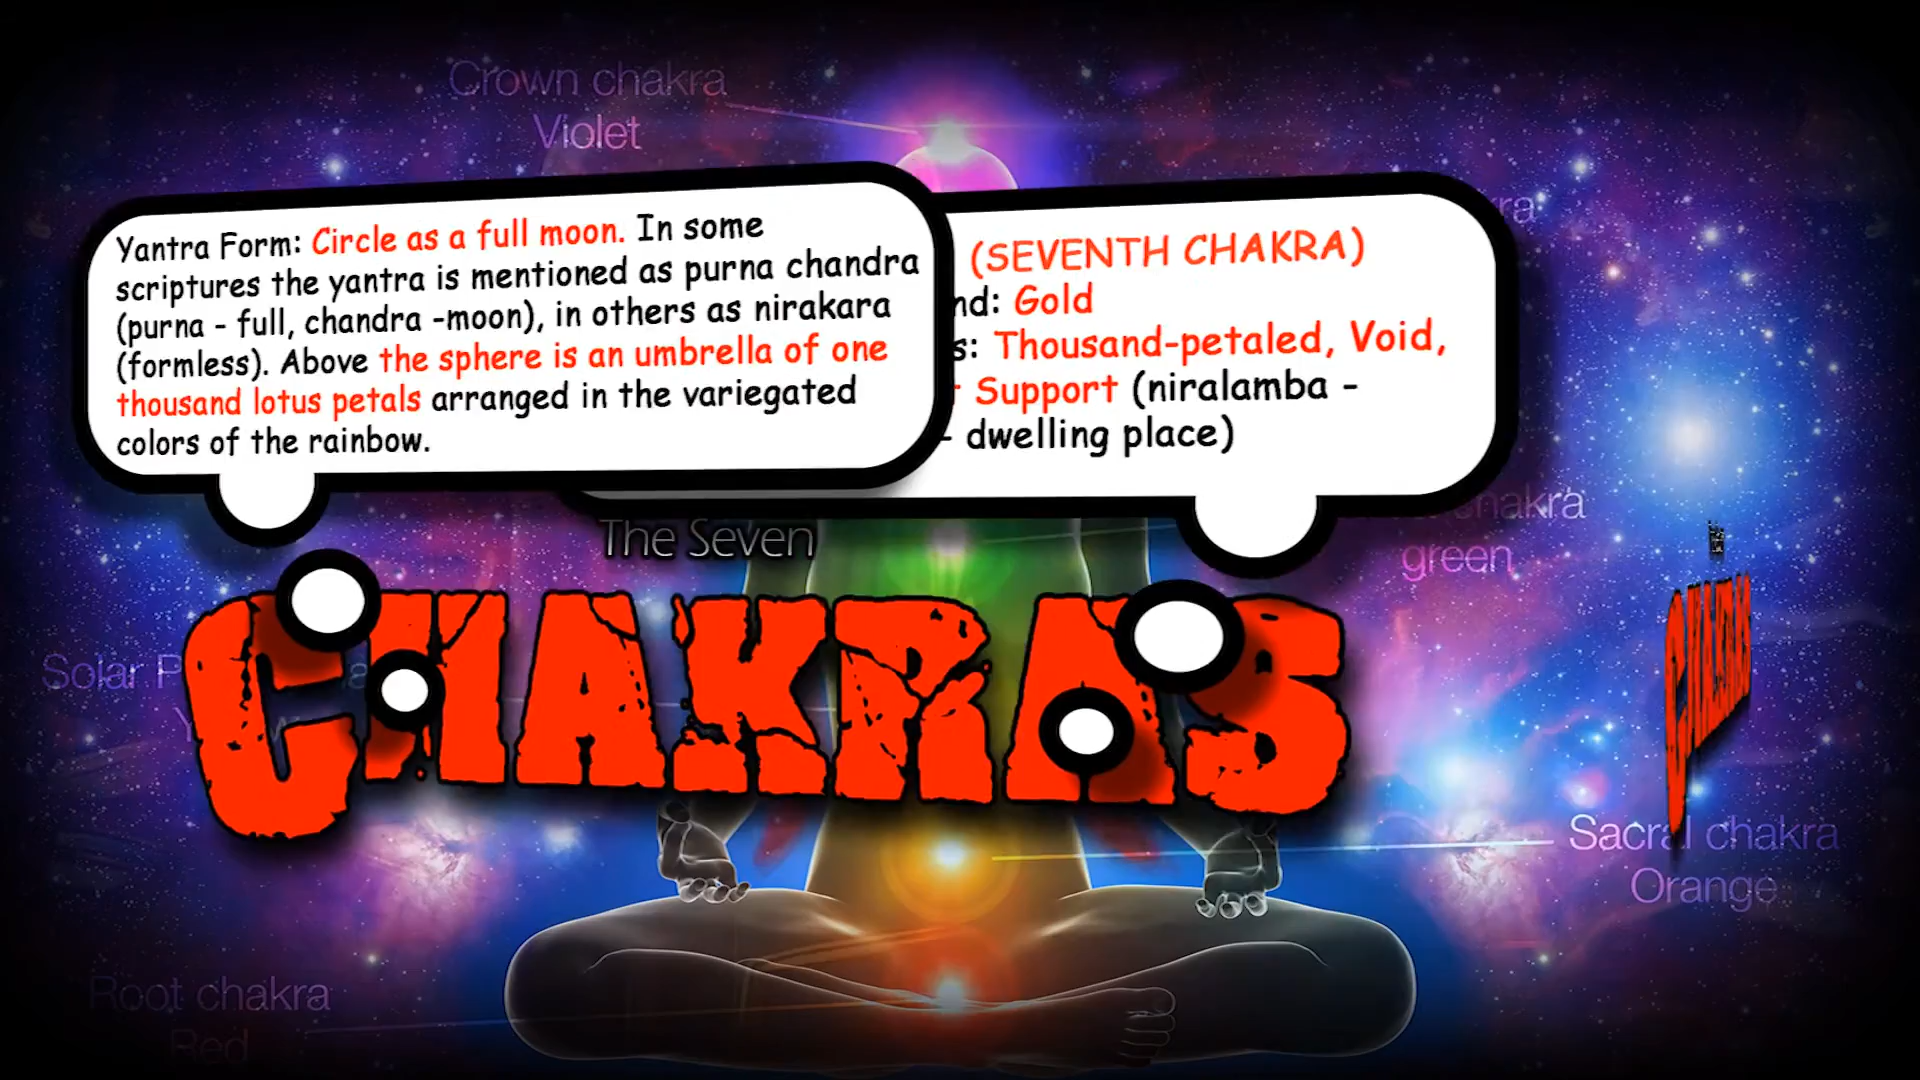 Crown chakra
Violet
Yantra Form: Circle as a full moon. In some
scriptures the yantra is mentioned as purna chandra
(purna - full, chandra -moon), in others as nirakara
(formless). Above the sphere is an umbrella of one
thousand lotus petals arranged in the variegated
colors of the rainbow.
(SEVENTH CHAKRA)
Gold
Thousand-petaled, Void,
Support (niralamba -
- dwelling place)
The Seven
CHAKRAS
chakra
green
Solar
CHAKRAS
Sacral chakra
Orange
Root chakra
Red